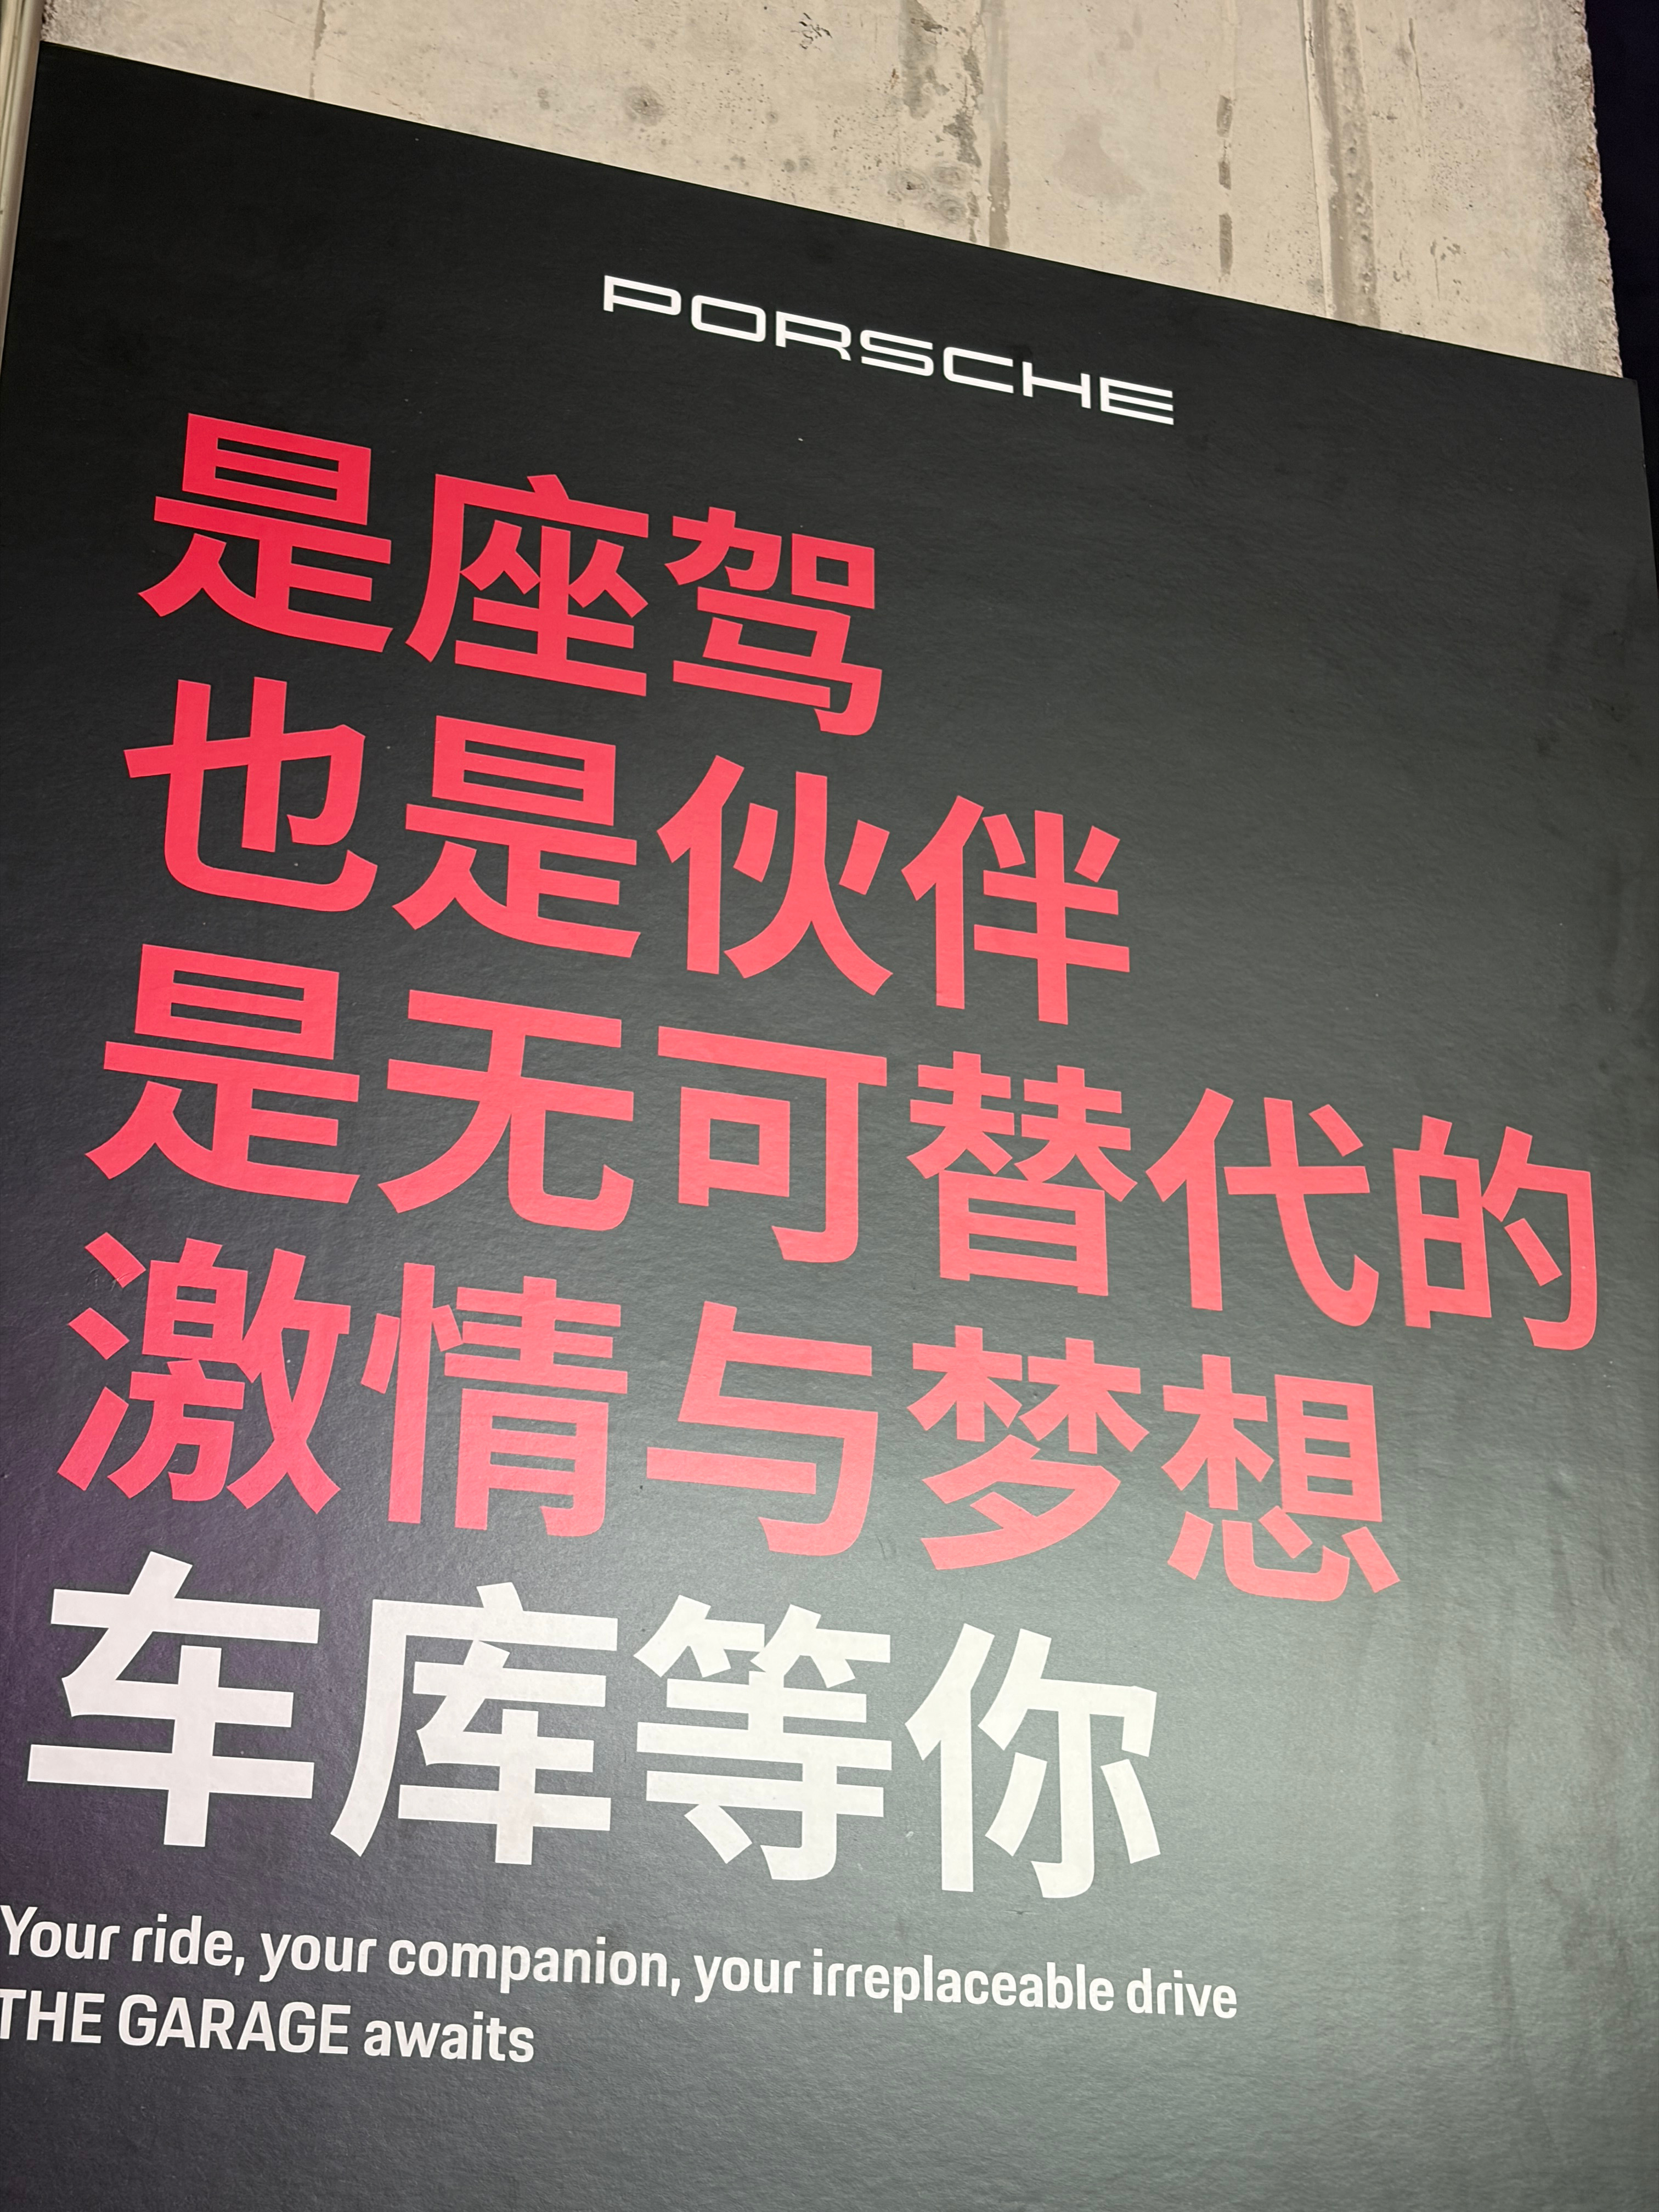 PORSCHE
是座驾
也是伙伴
是无可替代的
激情与梦想
车库等你
Your ride, your companion, your irreplaceable drive
THE GARAGE awaits